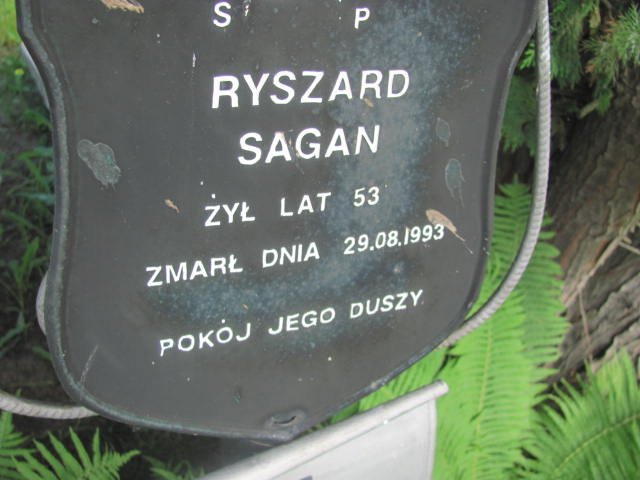 S P
RYSZARD
SAGAN
ŻYŁ LAT 53
ZMARŁ DNIA 29.08.1993
POKÓJ JEGO DUSZY